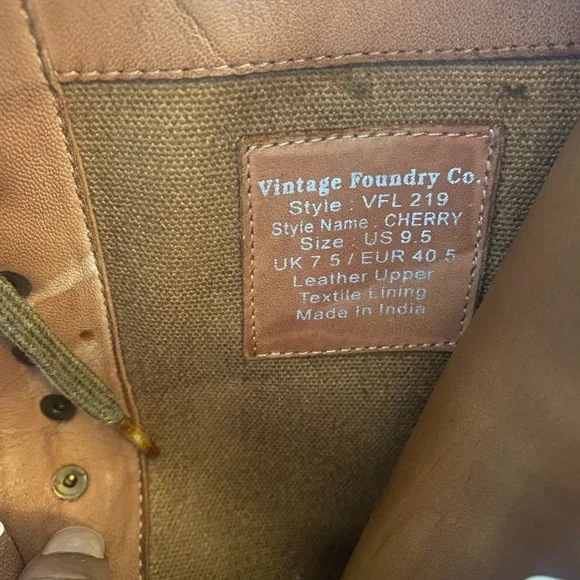 Vintage Foundry Co.
Style : VFL 219
Style Name : CHERRY
Size : US 9.5
UK 7.5 / EUR 40.5
Leather Upper
Textile Lining
Made In India